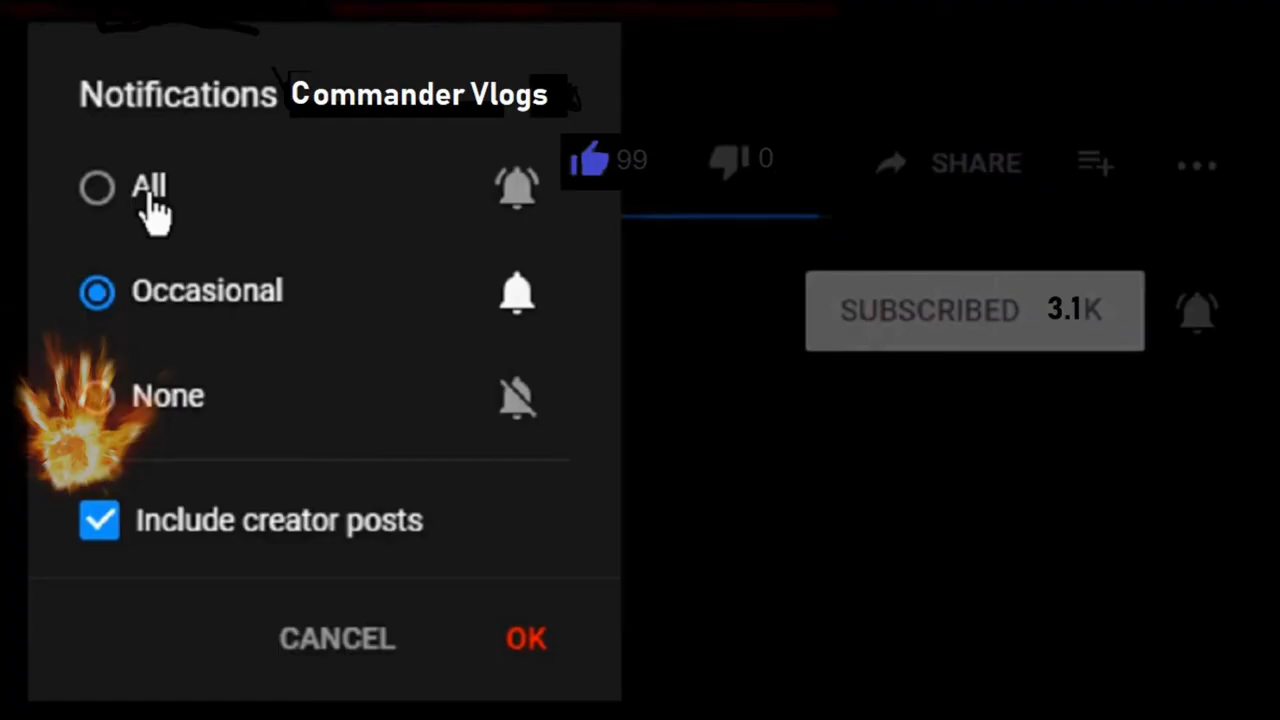 Notifications Commander Vlogs
All
Occasional
None
Include creator posts
CANCEL OK
99 0 SHARE
SUBSCRIBED 3.1K